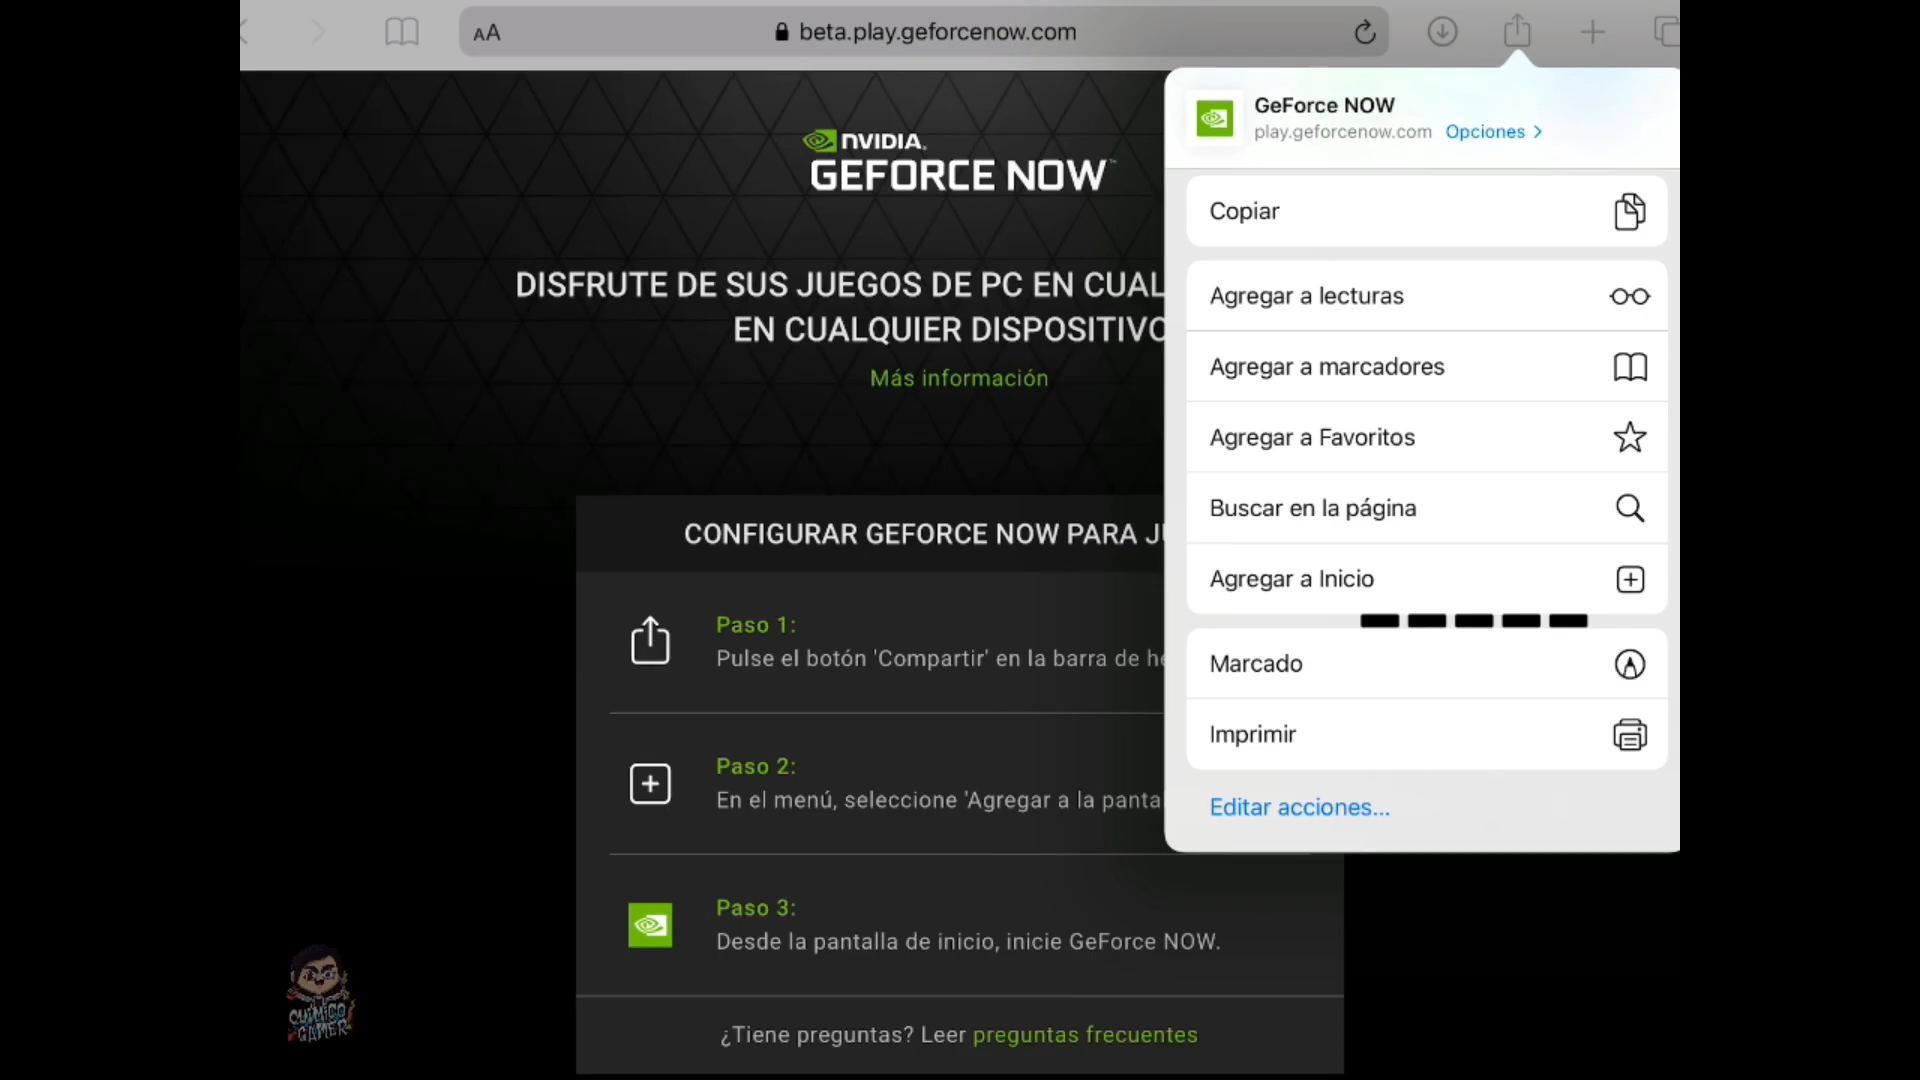 AA
beta.play.geforcenow.com
NVIDIA.
GEFORCE NOW™
DISFRUTE DE SUS JUEGOS DE PC EN
EN CUALQUIER
Más información
CONFIGURAR GEFORCE NOW PARA
Paso 1:
Pulse el botón 'Compartir' en la barra de
Paso 2:
En el menú, seleccione 'Agregar a la
Paso 3:
Desde la pantalla de inicio, inicie GeForce NOW.
¿Tiene preguntas? Leer preguntas frecuentes
GeForce NOW
play.geforcenow.com Opciones >
Copiar
Agregar a lecturas
Agregar a marcadores
Agregar a Favoritos
Buscar en la página
Agregar a Inicio
Marcado
Imprimir
Editar acciones...
QUÍMICO
GAMER